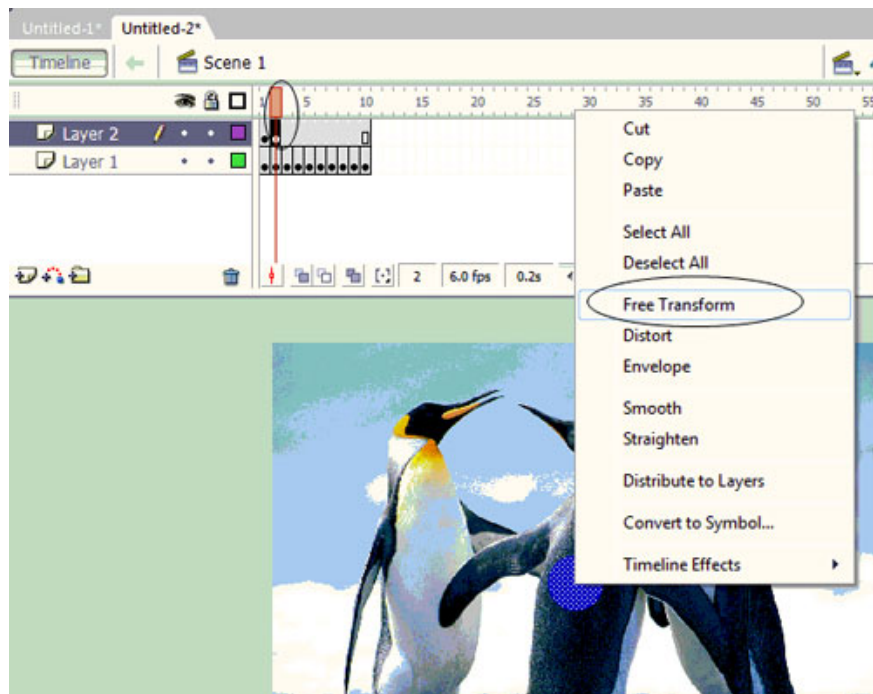 Untitled-1* Untitled-2*
Timeline Scene 1
1 5 10 15 20 25 30 35 40 45 50 55
Layer 2
Layer 1
2 6.0 fps 0.2s
Cut
Copy
Paste
Select All
Deselect All
Free Transform
Distort
Envelope
Smooth
Straighten
Distribute to Layers
Convert to Symbol...
Timeline Effects